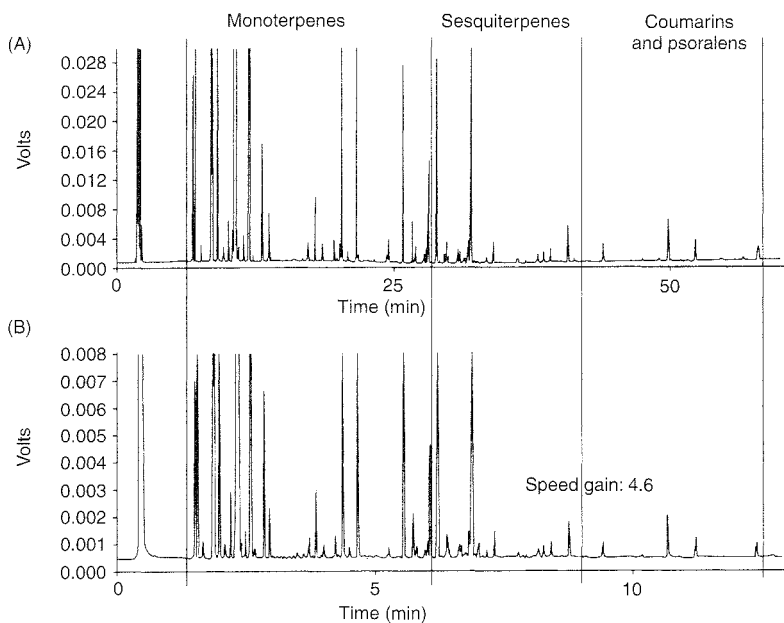 Monoterpenes
Sesquiterpenes
Coumarins
and psoralens
(A)
Volts
0.028
0.024
0.020
0.016
0.012
0.008
0.004
0.000
0
25
50
Time (min)
(B)
Volts
0.008
0.007
0.006
0.005
0.004
0.003
0.002
0.001
0.000
Speed gain: 4.6
0
5
10
Time (min)